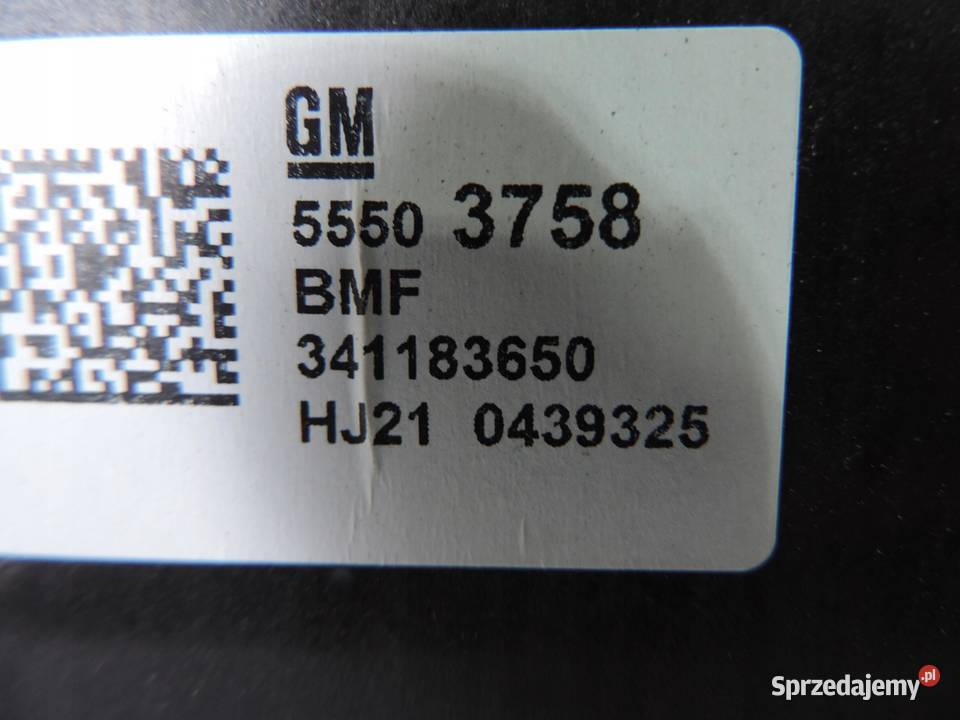 GM
5550 3758
BMF
341183650
HJ21 0439325
Sprzedajemy.pl